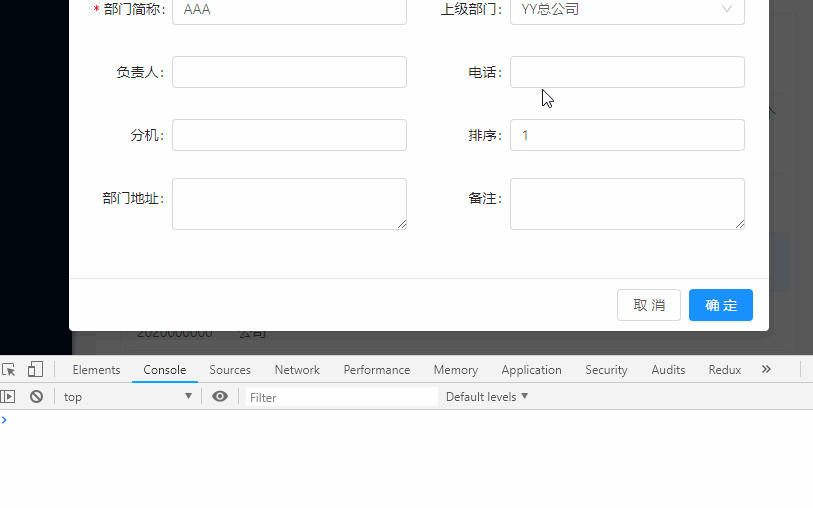 * 部门简称: AAA 上级部门: YY总公司
负责人: 电话:
分机: 排序: 1
部门地址: 备注:
取 消 确 定
2020000000 公司
Elements Console Sources Network Performance Memory Application Security Audits Redux »
top ▼ Filter Default levels ▼
>